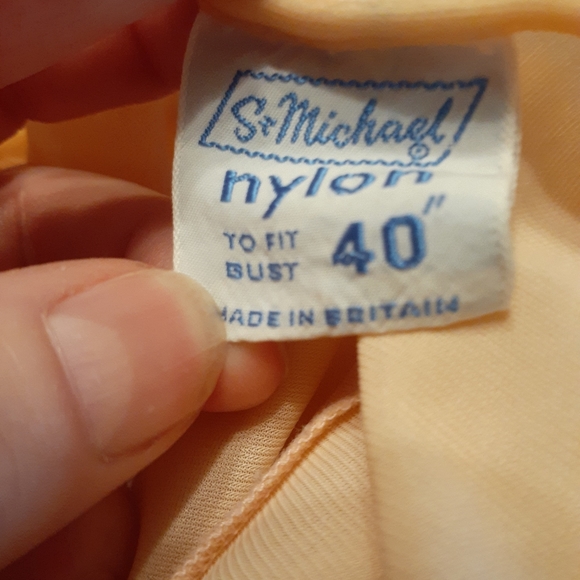 St Michael ®
nylon
TO FIT
BUST 40"
MADE IN BRITAIN